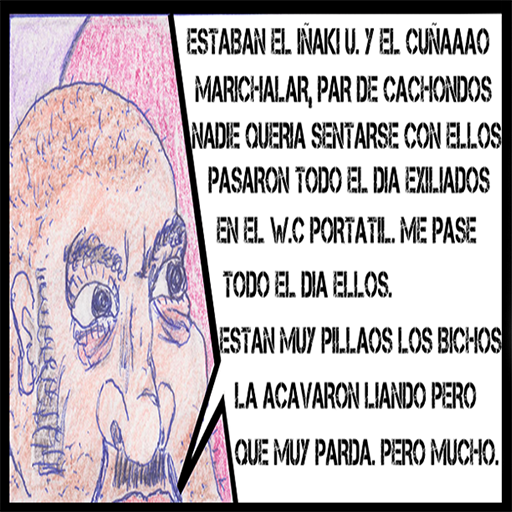 ESTABAN EL IÑAKI U. Y EL CUÑAAAO
MARICHALAR, PAR DE CACHONDOS
NADIE QUERIA SENTARSE CON ELLOS
PASARON TODO EL DIA EXILIADOS
EN EL W.C PORTATIL. ME PASE
TODO EL DIA ELLOS.
ESTAN MUY PILLAOS LOS BICHOS
LA ACAVARON LIANDO PERO
QUE MUY PARDA. PERO MUCHO.